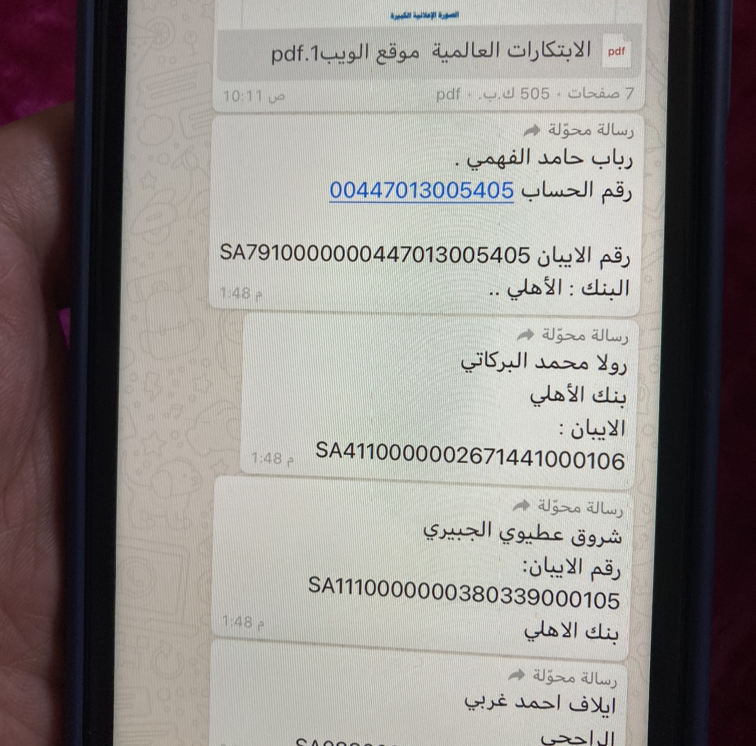 الصورة الإعلانية الكبيرة
الابتكارات العالمية موقع الويب1.pdf
7 صفحات • 505 ك.ب. • pdf
10:11 ص
رسالة محوّلة
رباب حامد الفهمي .
رقم الحساب 00447013005405
رقم الايبان SA7910000000447013005405
البنك : الأهلي ..
1:48 م
رسالة محوّلة
رولا محمد البركاتي
بنك الأهلي
الايبان :
SA4110000002671441000106
1:48 م
رسالة محوّلة
شروق عطيوي الجبيري
رقم الايبان:
SA1110000000380339000105
بنك الاهلي
1:48 م
رسالة محوّلة
ايلاف احمد غربي
الراجحي